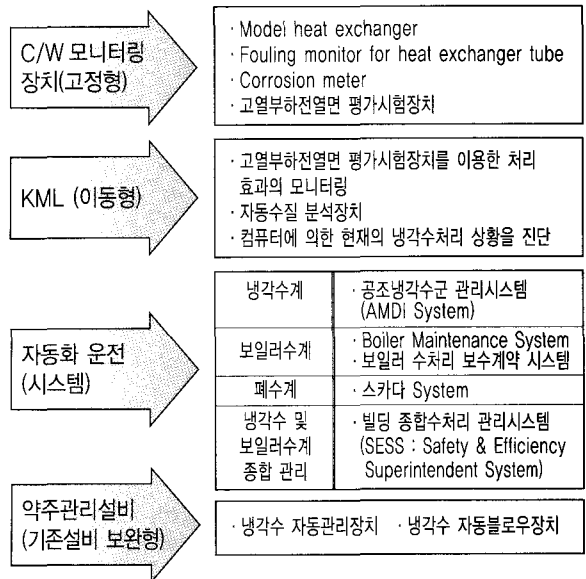 C/W 모니터링
장치(고정형)
· Model heat exchanger
· Fouling monitor for heat exchanger tube
· Corrosion meter
· 고열부하전열면 평가시험장치
KML (이동형)
· 고열부하전열면 평가시험장치를 이용한 처리
효과의 모니터링
· 자동수질 분석장치
· 컴퓨터에 의한 현재의 냉각수처리 상황을 진단
자동화 운전
(시스템)
냉각수계
· 공조냉각수군 관리시스템
(AMDI System)
보일러수계
· Boiler Maintenance System
· 보일러 수처리 보수계약 시스템
폐수계
· 스카다 System
냉각수 및
보일러수계
종합 관리
· 빌딩 종합수처리 관리시스템
(SESS : Safety & Efficiency
Superintendent System)
약주관리설비
(기존설비 보완형)
· 냉각수 자동관리장치 · 냉각수 자동블로우장치